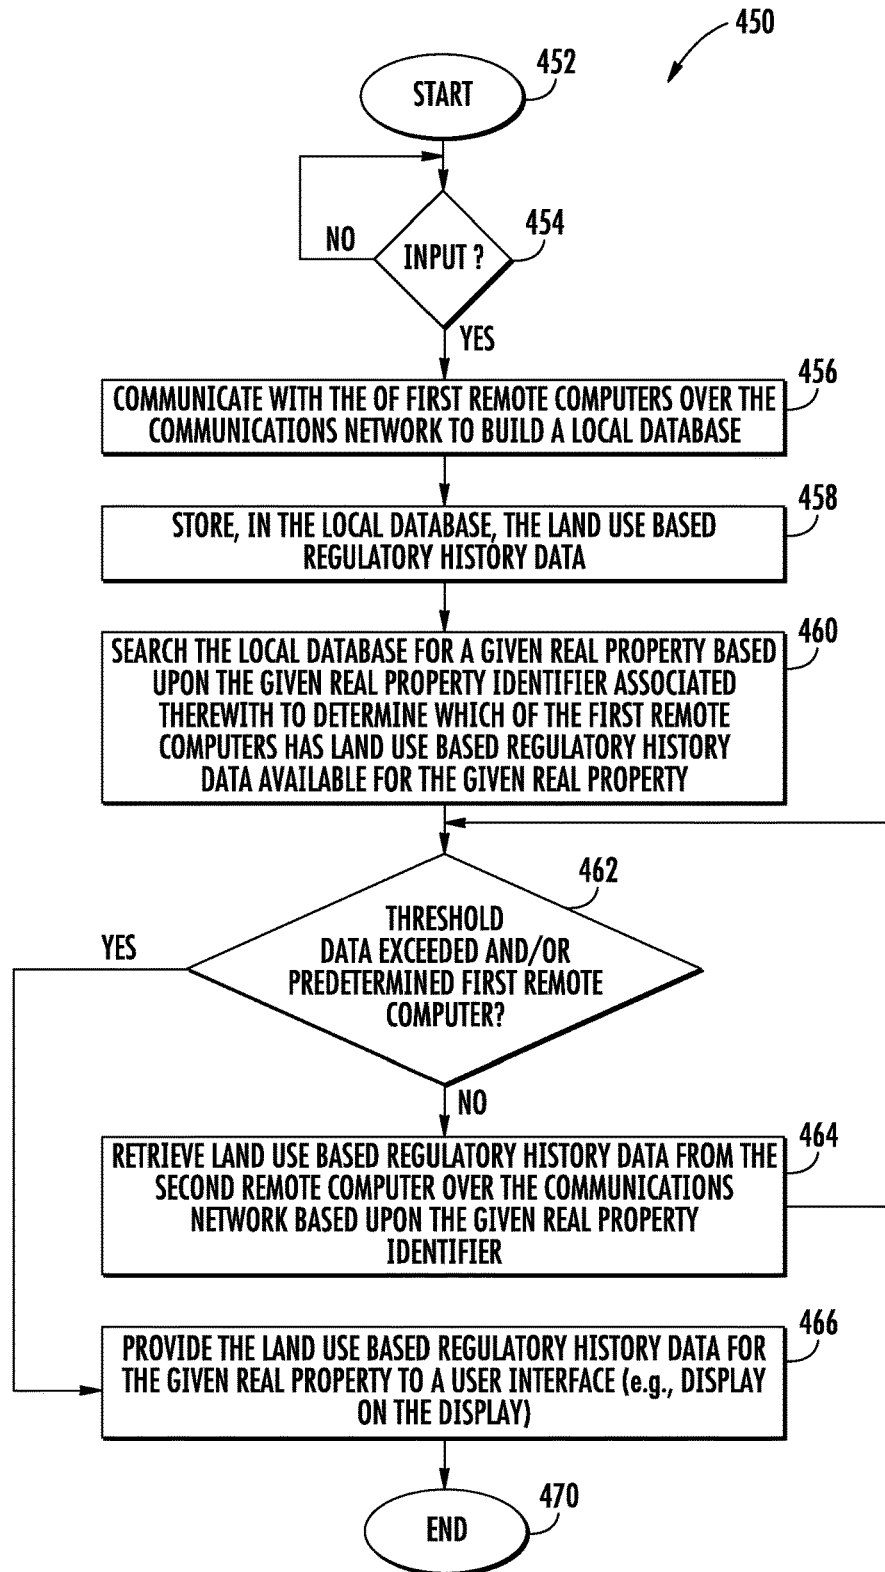 450
START
452
INPUT ?
454
NO
YES
COMMUNICATE WITH THE OF FIRST REMOTE COMPUTERS OVER THE
COMMUNICATIONS NETWORK TO BUILD A LOCAL DATABASE
456
STORE, IN THE LOCAL DATABASE, THE LAND USE BASED
REGULATORY HISTORY DATA
458
SEARCH THE LOCAL DATABASE FOR A GIVEN REAL PROPERTY BASED
UPON THE GIVEN REAL PROPERTY IDENTIFIER ASSOCIATED
THEREWITH TO DETERMINE WHICH OF THE FIRST REMOTE
COMPUTERS HAS LAND USE BASED REGULATORY HISTORY
DATA AVAILABLE FOR THE GIVEN REAL PROPERTY
460
THRESHOLD
DATA EXCEEDED AND/OR
PREDETERMINED FIRST REMOTE
COMPUTER?
462
YES
NO
RETRIEVE LAND USE BASED REGULATORY HISTORY DATA FROM THE
SECOND REMOTE COMPUTER OVER THE COMMUNICATIONS
NETWORK BASED UPON THE GIVEN REAL PROPERTY
IDENTIFIER
464
PROVIDE THE LAND USE BASED REGULATORY HISTORY DATA FOR
THE GIVEN REAL PROPERTY TO A USER INTERFACE (e.g., DISPLAY
ON THE DISPLAY)
466
END
470